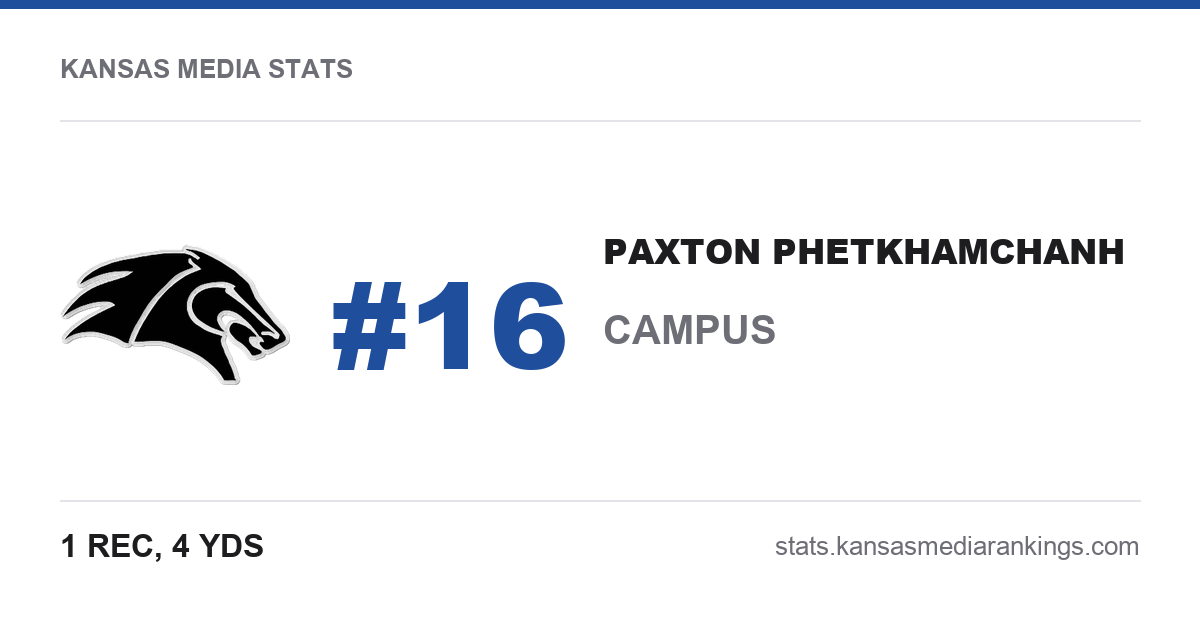 KANSAS MEDIA STATS
#16
PAXTON PHETKHAMCHANH
CAMPUS
1 REC, 4 YDS
stats.kansasmediarankings.com